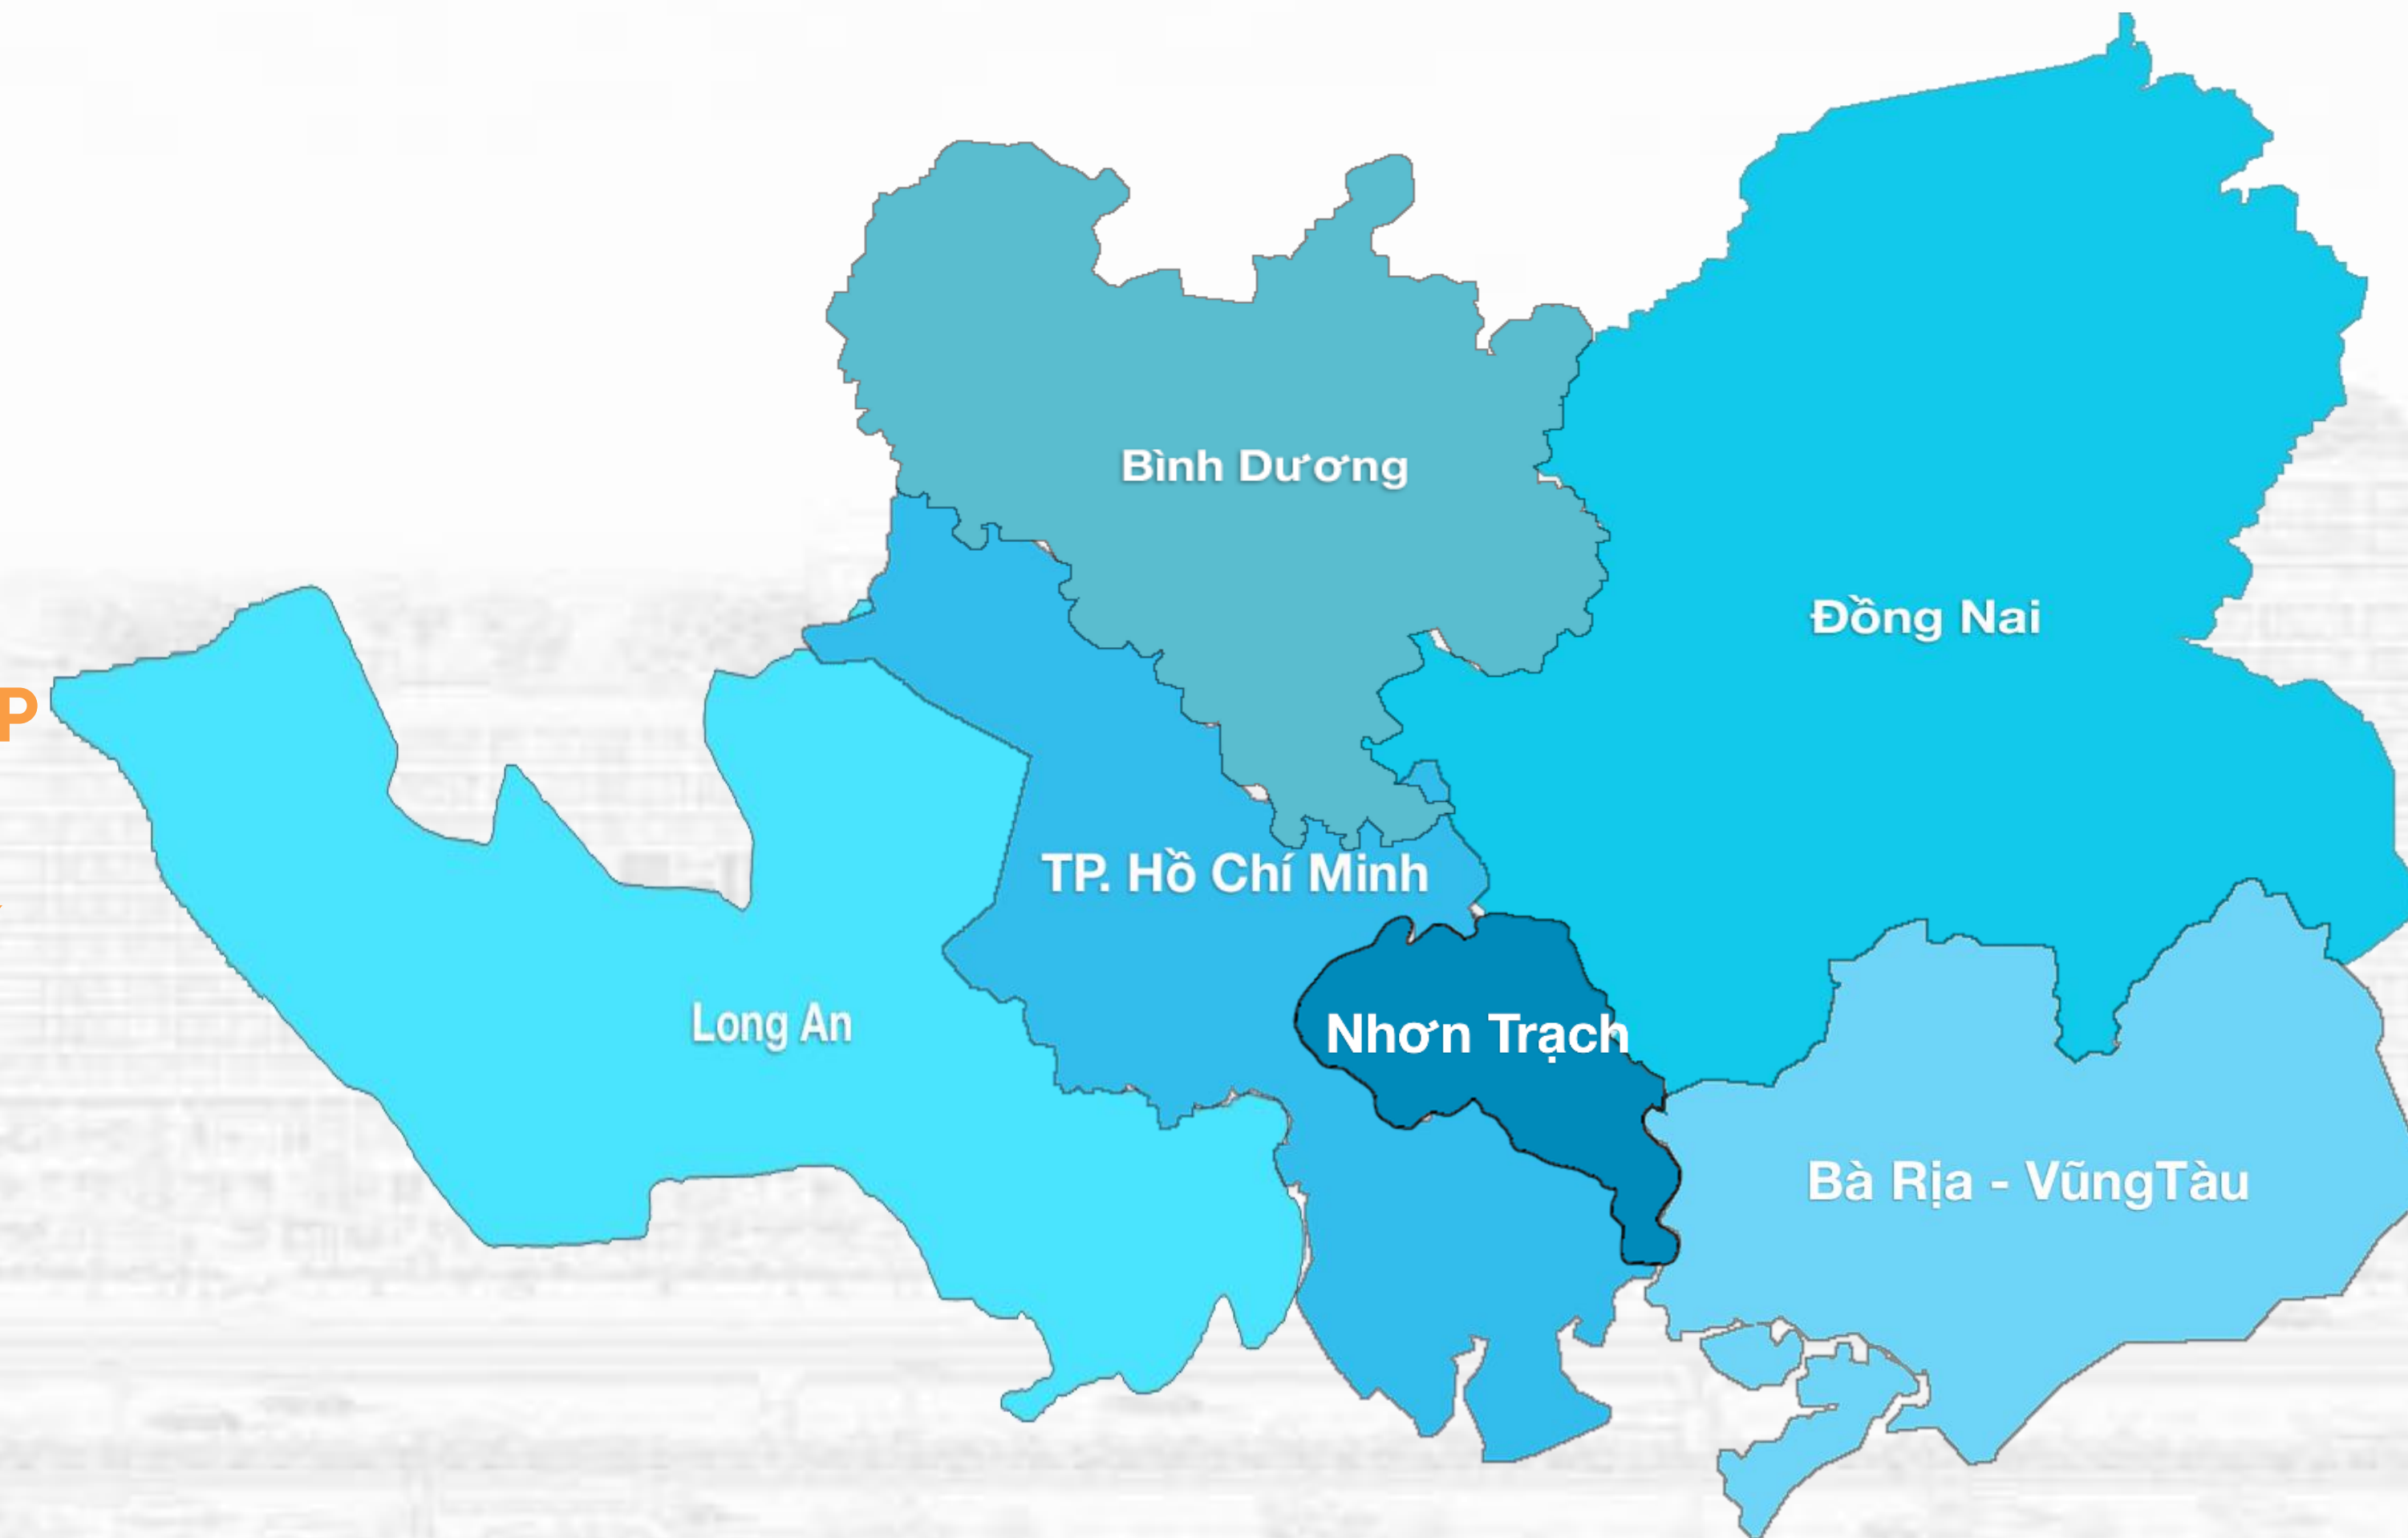 Bình Dương
Đồng Nai
P
TP. Hồ Chí Minh
Long An
Nhơn Trạch
Bà Rịa - VũngTàu